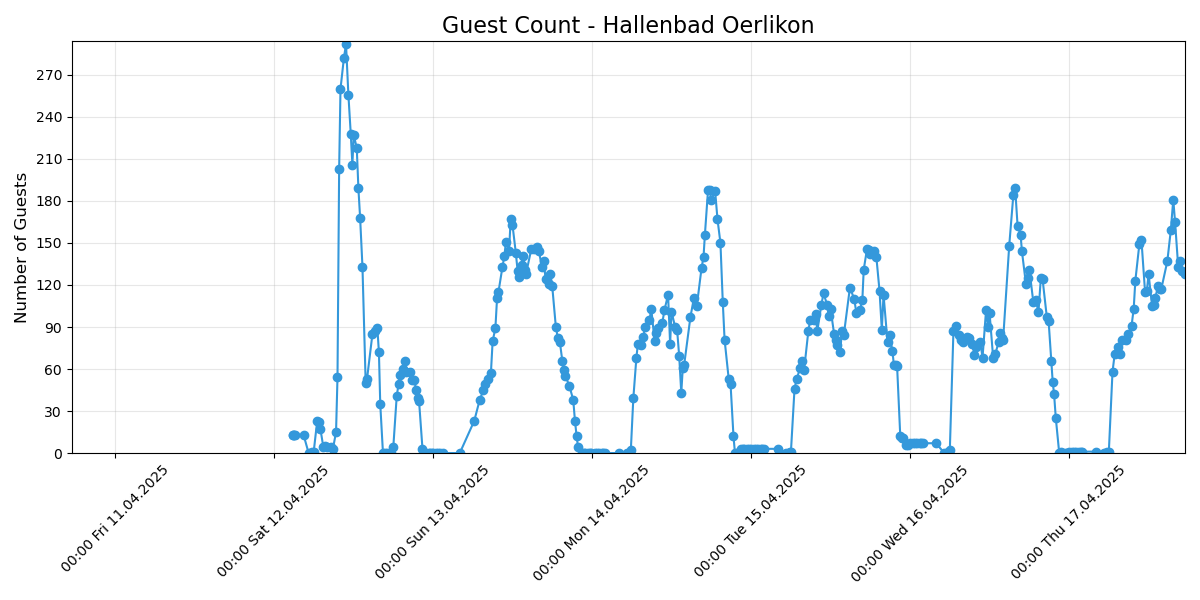 Guest Count - Hallenbad Oerlikon
Number of Guests
270
240
210
180
150
120
90
60
30
0
00:00 Fri 11.04.2025
00:00 Sat 12.04.2025
00:00 Sun 13.04.2025
00:00 Mon 14.04.2025
00:00 Tue 15.04.2025
00:00 Wed 16.04.2025
00:00 Thu 17.04.2025